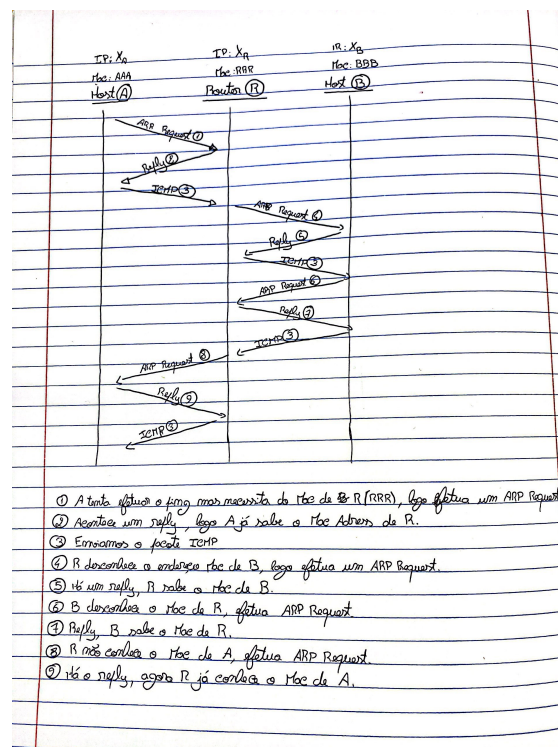 IP: XA IP: XR IR: XB
Mac: AAA Mac: RRR Mac: BBB
Host A Router R Host B
ARP Request ①
Reply ②
ICMP ③
ARP Request ④
Reply ⑤
ICMP ③
ARP Request ⑥
Reply ⑦
ICMP ③
ARP Request ⑧
Reply ⑨
ICMP ③
① A tenta efetuar o ping mas necessita do Mac de R (RRR), logo efetua um ARP Request
② Acontece um reply, logo A já sabe o Mac Adress de R.
③ Enviamos o pacote ICMP
④ R desconhece o endereço Mac de B, logo efetua um ARP Request.
⑤ Há um reply, R sabe o Mac de B.
⑥ B desconhece o Mac de R, efetua ARP Request
⑦ Reply, B sabe o Mac de R.
⑧ R não conhece o Mac de A, efetua ARP Request.
⑨ Há o reply, agora R já conhece o Mac de A.